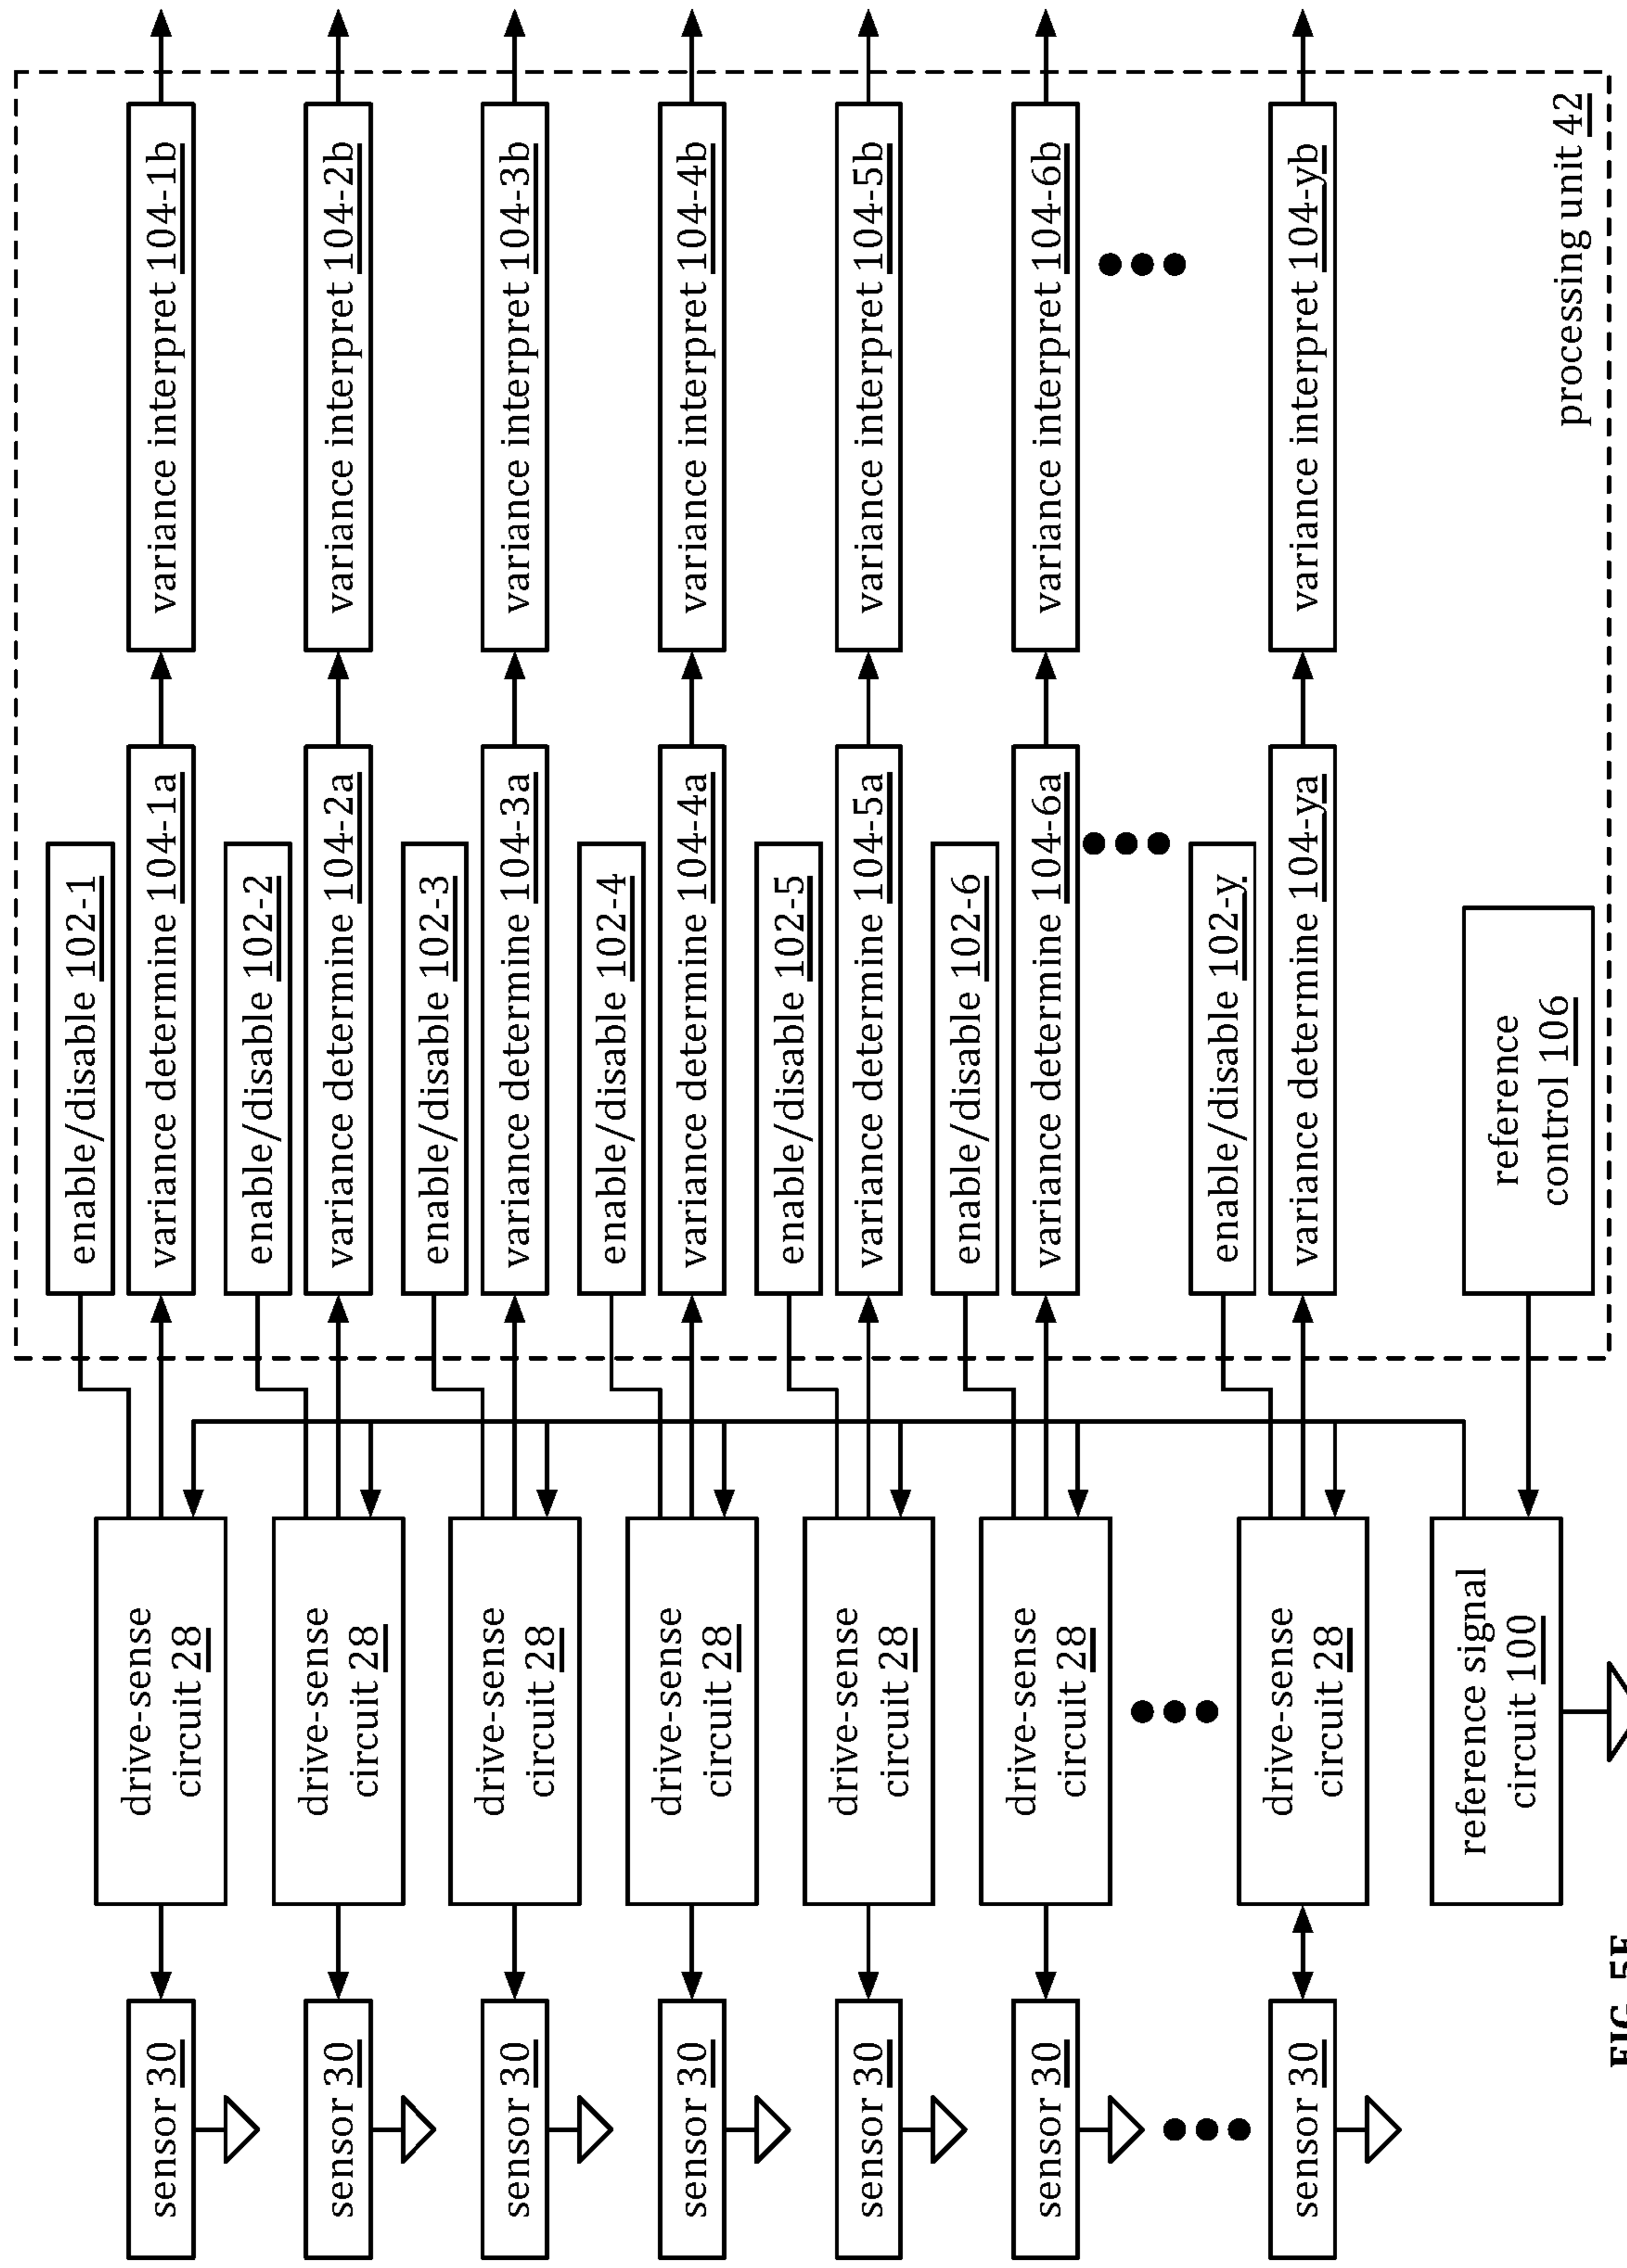 enable/disable 102-1
sensor 30
drive-sense
circuit 28
variance determine 104-1a
variance interpret 104-1b
enable/disable 102-2
sensor 30
drive-sense
circuit 28
variance determine 104-2a
variance interpret 104-2b
enable/disable 102-3
sensor 30
drive-sense
circuit 28
variance determine 104-3a
variance interpret 104-3b
enable/disable 102-4
sensor 30
drive-sense
circuit 28
variance determine 104-4a
variance interpret 104-4b
enable/disable 102-5
sensor 30
drive-sense
circuit 28
variance determine 104-5a
variance interpret 104-5b
enable/disable 102-6
sensor 30
drive-sense
circuit 28
variance determine 104-6a
variance interpret 104-6b
enable/disable 102-y
sensor 30
drive-sense
circuit 28
variance determine 104-ya
variance interpret 104-yb
reference signal
circuit 100
reference
control 106
processing unit 42
FIG.